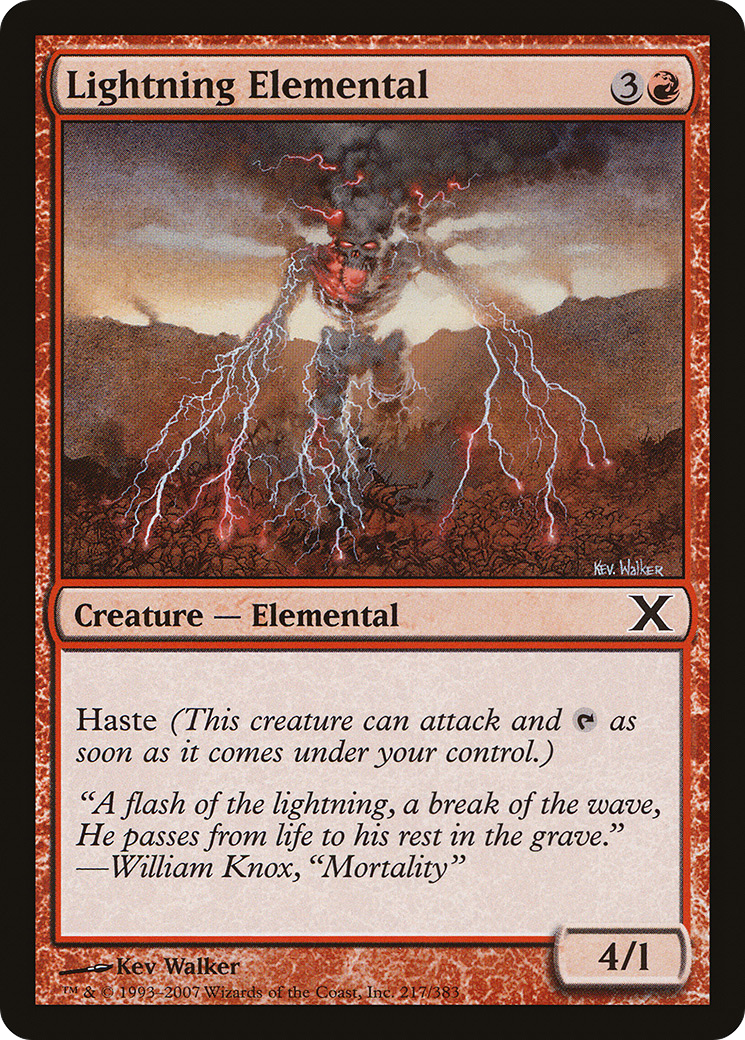 Lightning Elemental 3
KEV. WALKER
Creature — Elemental X
Haste (This creature can attack and as
soon as it comes under your control.)
“A flash of the lightning, a break of the wave,
He passes from life to his rest in the grave.”
—William Knox, “Mortality”
4/1
Kev Walker
™ & © 1993–2007 Wizards of the Coast, Inc. 217/383